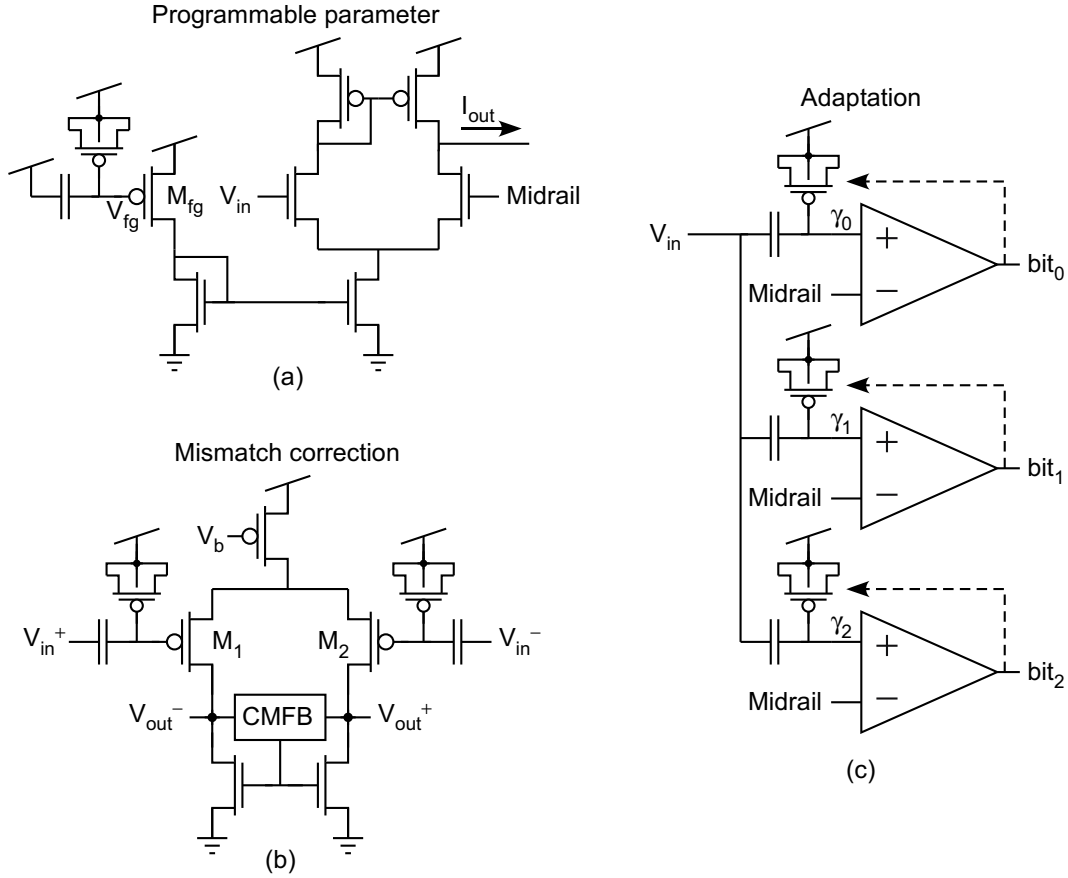 Programmable parameter
I_out
V_in
Midrail
V_fg
M_fg
(a)
Mismatch correction
V_b
V_in⁺
M_1
M_2
V_in⁻
V_out⁻
CMFB
V_out⁺
(b)
Adaptation
V_in
γ_0
+
−
Midrail
bit_0
γ_1
+
−
Midrail
bit_1
γ_2
+
−
Midrail
bit_2
(c)